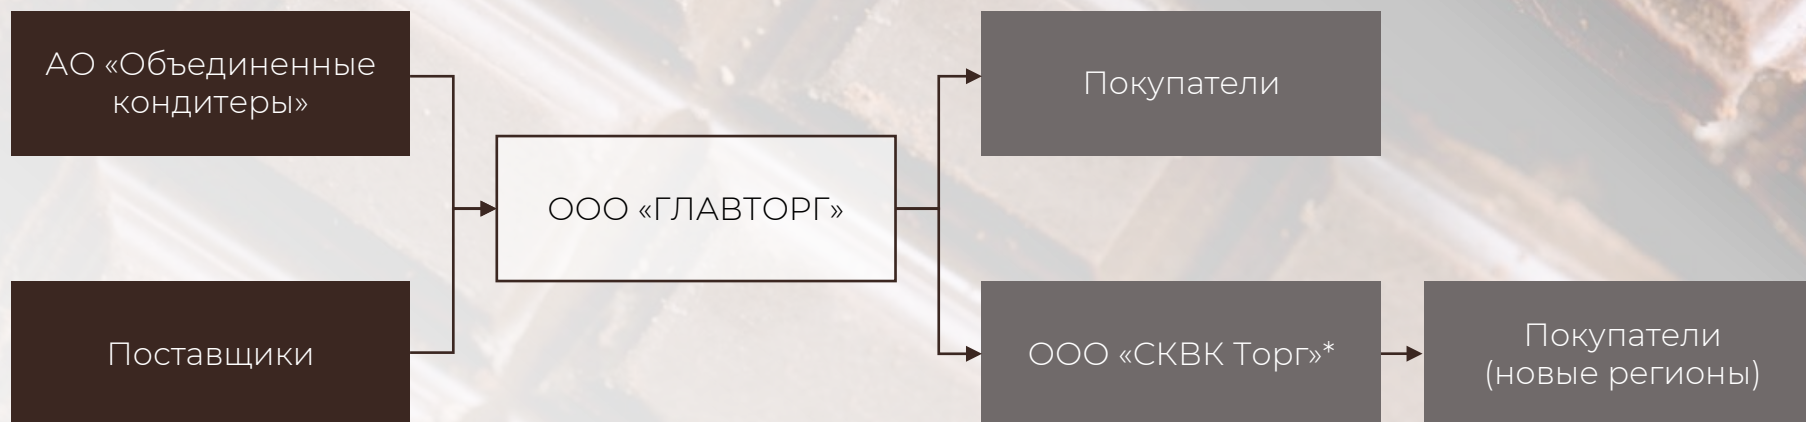 АО «Объединенные
кондитеры»
Покупатели
ООО «ГЛАВТОРГ»
Поставщики
ООО «СКВК Торг»*
Покупатели
(новые регионы)